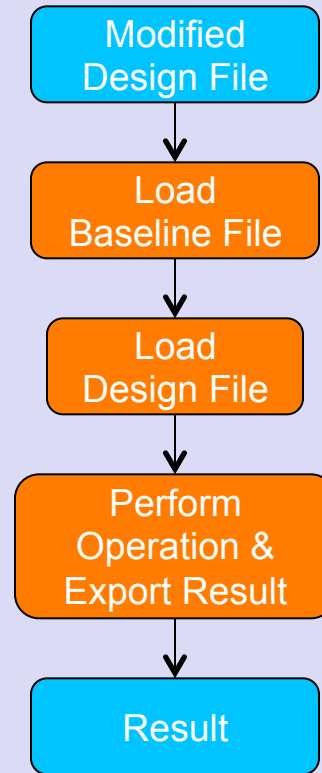 Modified
Design File
Load
Baseline File
Load
Design File
Perform
Operation &
Export Result
Result